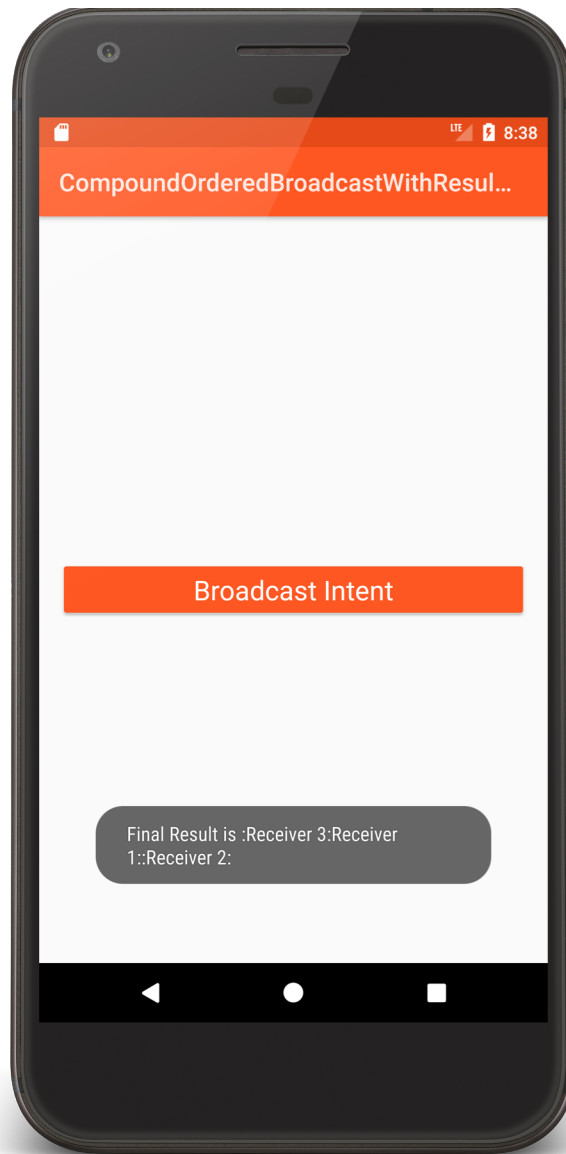 LTE 8:38
CompoundOrderedBroadcastWithResul...
Broadcast Intent
Final Result is :Receiver 3:Receiver
1::Receiver 2: